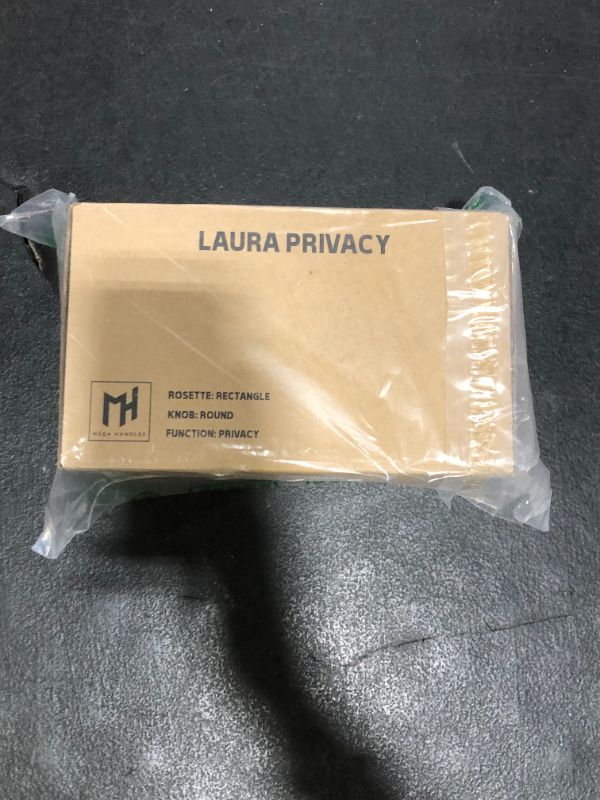 LAURA PRIVACY
MH
MEGA HANDLES
ROSETTE: RECTANGLE
KNOB: ROUND
FUNCTION: PRIVACY